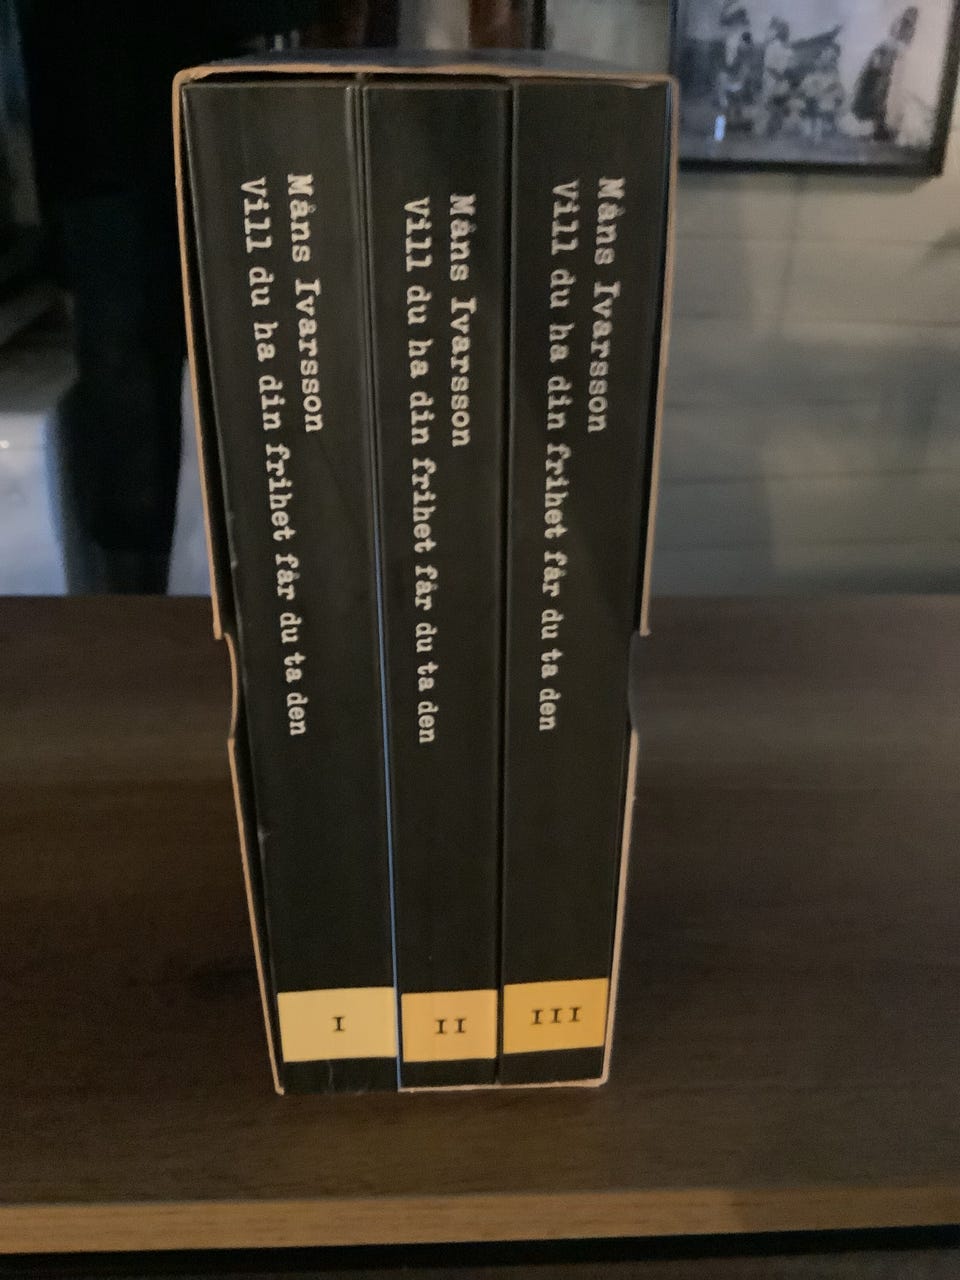 Måns Ivarsson
Vill du ha din frihet får du ta den
I
Måns Ivarsson
Vill du ha din frihet får du ta den
II
Måns Ivarsson
Vill du ha din frihet får du ta den
III